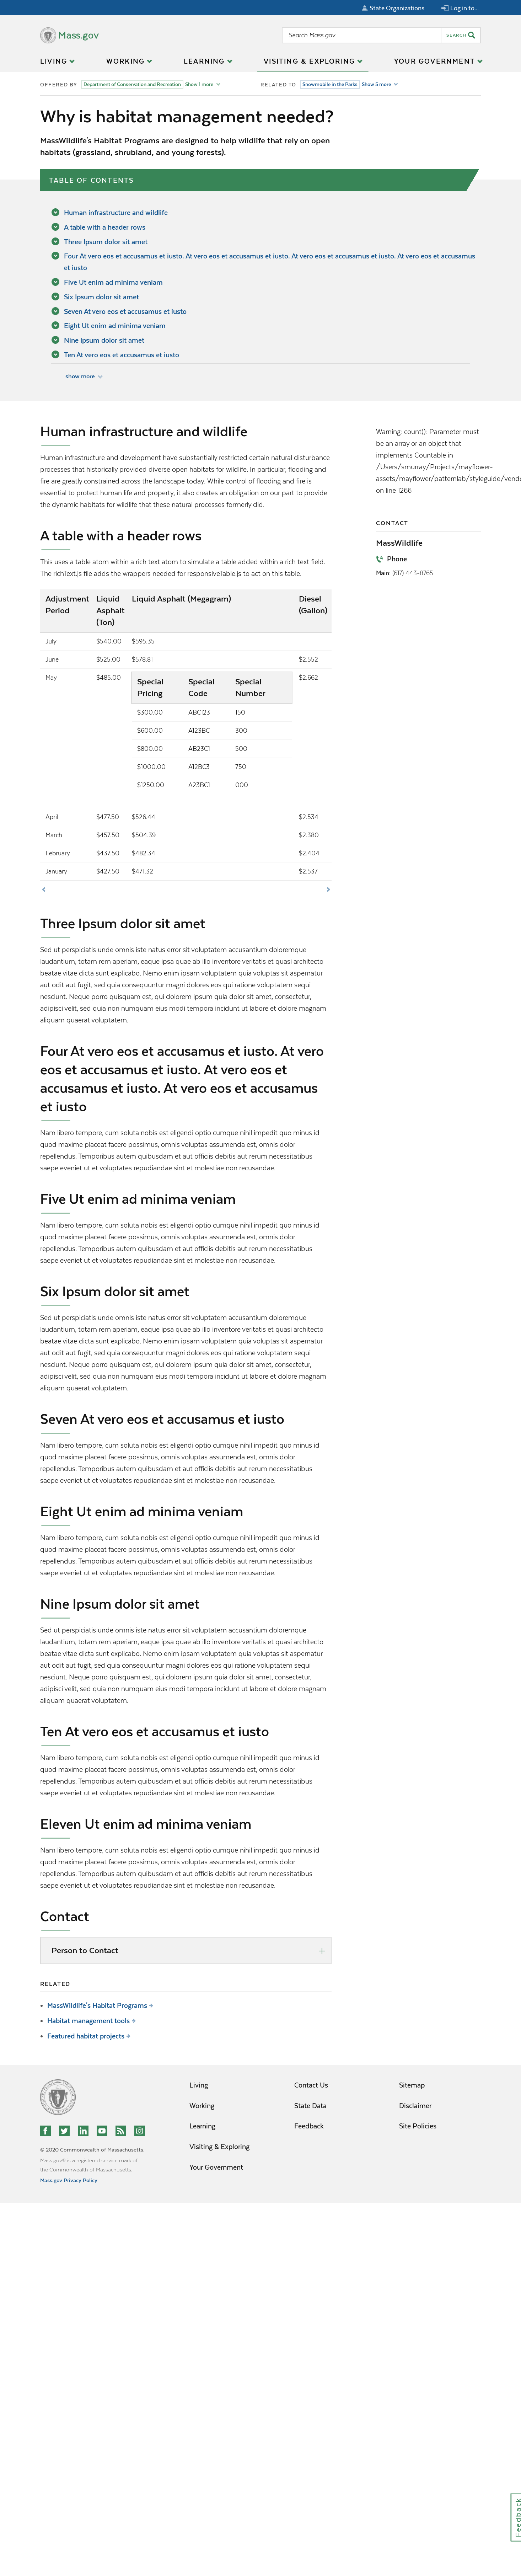 State Organizations
Log in to...
Mass.gov
Search Mass.gov
SEARCH
LIVING
WORKING
LEARNING
VISITING & EXPLORING
YOUR GOVERNMENT
OFFERED BY Department of Conservation and Recreation Show 1 more
RELATED TO Snowmobile in the Parks Show 5 more
Why is habitat management needed?
MassWildlife's Habitat Programs are designed to help wildlife that rely on open
habitats (grassland, shrubland, and young forests).
TABLE OF CONTENTS
Human infrastructure and wildlife
A table with a header rows
Three Ipsum dolor sit amet
Four At vero eos et accusamus et iusto. At vero eos et accusamus et iusto. At vero eos et accusamus et iusto. At vero eos et accusamus
et iusto
Five Ut enim ad minima veniam
Six Ipsum dolor sit amet
Seven At vero eos et accusamus et iusto
Eight Ut enim ad minima veniam
Nine Ipsum dolor sit amet
Ten At vero eos et accusamus et iusto
show more
Human infrastructure and wildlife
Human infrastructure and development have substantially restricted certain natural disturbance
processes that historically provided diverse open habitats for wildlife. In particular, flooding and
fire are greatly constrained across the landscape today. While control of flooding and fire is
essential to protect human life and property, it also creates an obligation on our part to provide
the dynamic habitats for wildlife that these natural processes formerly did.
A table with a header rows
This uses a table atom within a rich text atom to simulate a table added within a rich text field.
The richText.js file adds the wrappers needed for responsiveTable.js to act on this table.
Adjustment Period Liquid Asphalt (Ton) Liquid Asphalt (Megagram) Diesel (Gallon)
July $540.00 $595.35
June $525.00 $578.81 $2.552
May $485.00 $2.662
Special Pricing Special Code Special Number
$300.00 ABC123 150
$600.00 A123BC 300
$800.00 AB23C1 500
$1000.00 A12BC3 750
$1250.00 A23BC1 000
April $477.50 $526.44 $2.534
March $457.50 $504.39 $2.380
February $437.50 $482.34 $2.404
January $427.50 $471.32 $2.537
Three Ipsum dolor sit amet
Sed ut perspiciatis unde omnis iste natus error sit voluptatem accusantium doloremque
laudantium, totam rem aperiam, eaque ipsa quae ab illo inventore veritatis et quasi architecto
beatae vitae dicta sunt explicabo. Nemo enim ipsam voluptatem quia voluptas sit aspernatur
aut odit aut fugit, sed quia consequuntur magni dolores eos qui ratione voluptatem sequi
nesciunt. Neque porro quisquam est, qui dolorem ipsum quia dolor sit amet, consectetur,
adipisci velit, sed quia non numquam eius modi tempora incidunt ut labore et dolore magnam
aliquam quaerat voluptatem.
Four At vero eos et accusamus et iusto. At vero
eos et accusamus et iusto. At vero eos et
accusamus et iusto. At vero eos et accusamus
et iusto
Nam libero tempore, cum soluta nobis est eligendi optio cumque nihil impedit quo minus id
quod maxime placeat facere possimus, omnis voluptas assumenda est, omnis dolor
repellendus. Temporibus autem quibusdam et aut officiis debitis aut rerum necessitatibus
saepe eveniet ut et voluptates repudiandae sint et molestiae non recusandae.
Five Ut enim ad minima veniam
Nam libero tempore, cum soluta nobis est eligendi optio cumque nihil impedit quo minus id
quod maxime placeat facere possimus, omnis voluptas assumenda est, omnis dolor
repellendus. Temporibus autem quibusdam et aut officiis debitis aut rerum necessitatibus
saepe eveniet ut et voluptates repudiandae sint et molestiae non recusandae.
Six Ipsum dolor sit amet
Sed ut perspiciatis unde omnis iste natus error sit voluptatem accusantium doloremque
laudantium, totam rem aperiam, eaque ipsa quae ab illo inventore veritatis et quasi architecto
beatae vitae dicta sunt explicabo. Nemo enim ipsam voluptatem quia voluptas sit aspernatur
aut odit aut fugit, sed quia consequuntur magni dolores eos qui ratione voluptatem sequi
nesciunt. Neque porro quisquam est, qui dolorem ipsum quia dolor sit amet, consectetur,
adipisci velit, sed quia non numquam eius modi tempora incidunt ut labore et dolore magnam
aliquam quaerat voluptatem.
Seven At vero eos et accusamus et iusto
Nam libero tempore, cum soluta nobis est eligendi optio cumque nihil impedit quo minus id
quod maxime placeat facere possimus, omnis voluptas assumenda est, omnis dolor
repellendus. Temporibus autem quibusdam et aut officiis debitis aut rerum necessitatibus
saepe eveniet ut et voluptates repudiandae sint et molestiae non recusandae.
Eight Ut enim ad minima veniam
Nam libero tempore, cum soluta nobis est eligendi optio cumque nihil impedit quo minus id
quod maxime placeat facere possimus, omnis voluptas assumenda est, omnis dolor
repellendus. Temporibus autem quibusdam et aut officiis debitis aut rerum necessitatibus
saepe eveniet ut et voluptates repudiandae sint et molestiae non recusandae.
Nine Ipsum dolor sit amet
Sed ut perspiciatis unde omnis iste natus error sit voluptatem accusantium doloremque
laudantium, totam rem aperiam, eaque ipsa quae ab illo inventore veritatis et quasi architecto
beatae vitae dicta sunt explicabo. Nemo enim ipsam voluptatem quia voluptas sit aspernatur
aut odit aut fugit, sed quia consequuntur magni dolores eos qui ratione voluptatem sequi
nesciunt. Neque porro quisquam est, qui dolorem ipsum quia dolor sit amet, consectetur,
adipisci velit, sed quia non numquam eius modi tempora incidunt ut labore et dolore magnam
aliquam quaerat voluptatem.
Ten At vero eos et accusamus et iusto
Nam libero tempore, cum soluta nobis est eligendi optio cumque nihil impedit quo minus id
quod maxime placeat facere possimus, omnis voluptas assumenda est, omnis dolor
repellendus. Temporibus autem quibusdam et aut officiis debitis aut rerum necessitatibus
saepe eveniet ut et voluptates repudiandae sint et molestiae non recusandae.
Eleven Ut enim ad minima veniam
Nam libero tempore, cum soluta nobis est eligendi optio cumque nihil impedit quo minus id
quod maxime placeat facere possimus, omnis voluptas assumenda est, omnis dolor
repellendus. Temporibus autem quibusdam et aut officiis debitis aut rerum necessitatibus
saepe eveniet ut et voluptates repudiandae sint et molestiae non recusandae.
Contact
Person to Contact
RELATED
MassWildlife's Habitat Programs
Habitat management tools
Featured habitat projects
Warning: count(): Parameter must
be an array or an object that
implements Countable in
/Users/smurray/Projects/mayflower-
assets/mayflower/patternlab/styleguide/vend
on line 1266
CONTACT
MassWildlife
Phone
Main: (617) 443-8765
© 2020 Commonwealth of Massachusetts.
Mass.gov® is a registered service mark of
the Commonwealth of Massachusetts.
Mass.gov Privacy Policy
Living
Working
Learning
Visiting & Exploring
Your Government
Contact Us
State Data
Feedback
Sitemap
Disclaimer
Site Policies
Feedback